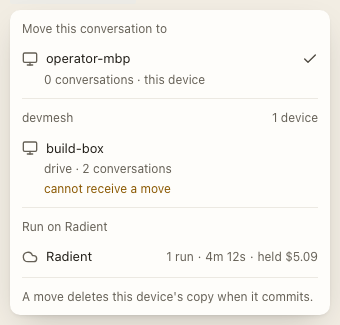 Move this conversation to
operator-mbp
0 conversations · this device
devmesh 1 device
build-box
drive · 2 conversations
cannot receive a move
Run on Radient
Radient 1 run · 4m 12s · held $5.09
A move deletes this device's copy when it commits.